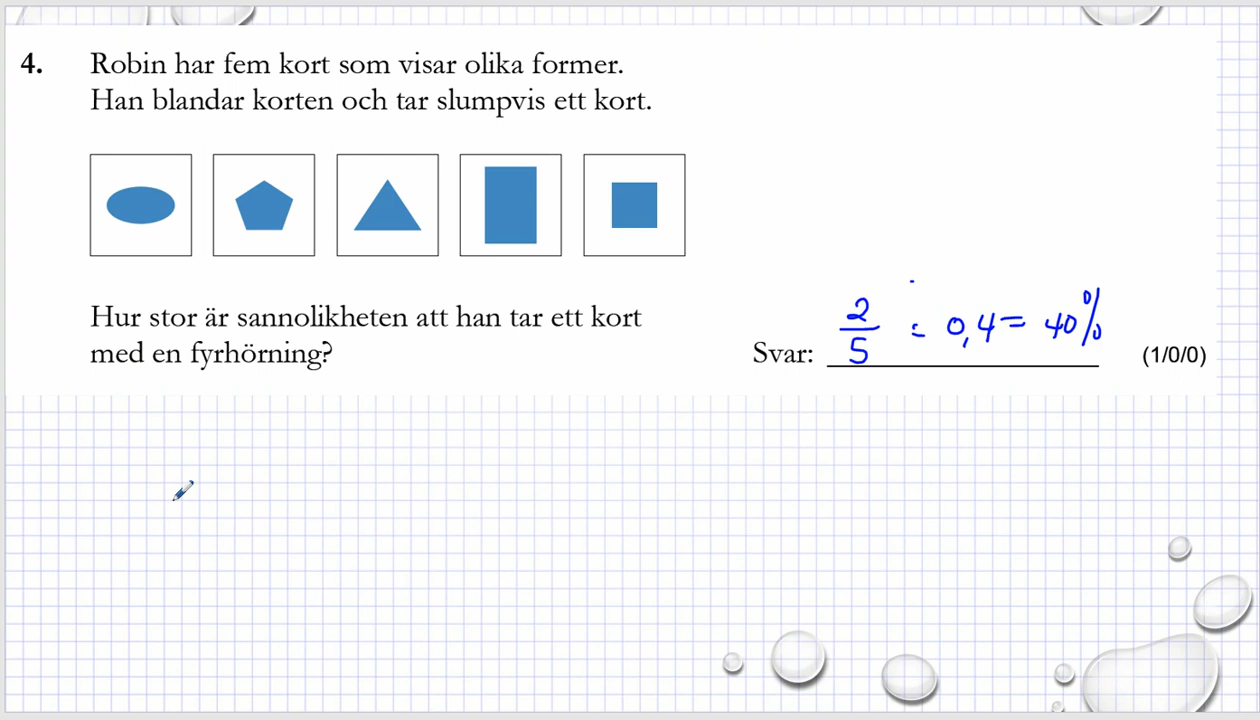 4. Robin har fem kort som visar olika former.
Han blandar korten och tar slumpvis ett kort.
Hur stor är sannolikheten att han tar ett kort
med en fyrhörning?
Svar: 2/5 = 0,4 = 40% (1/0/0)